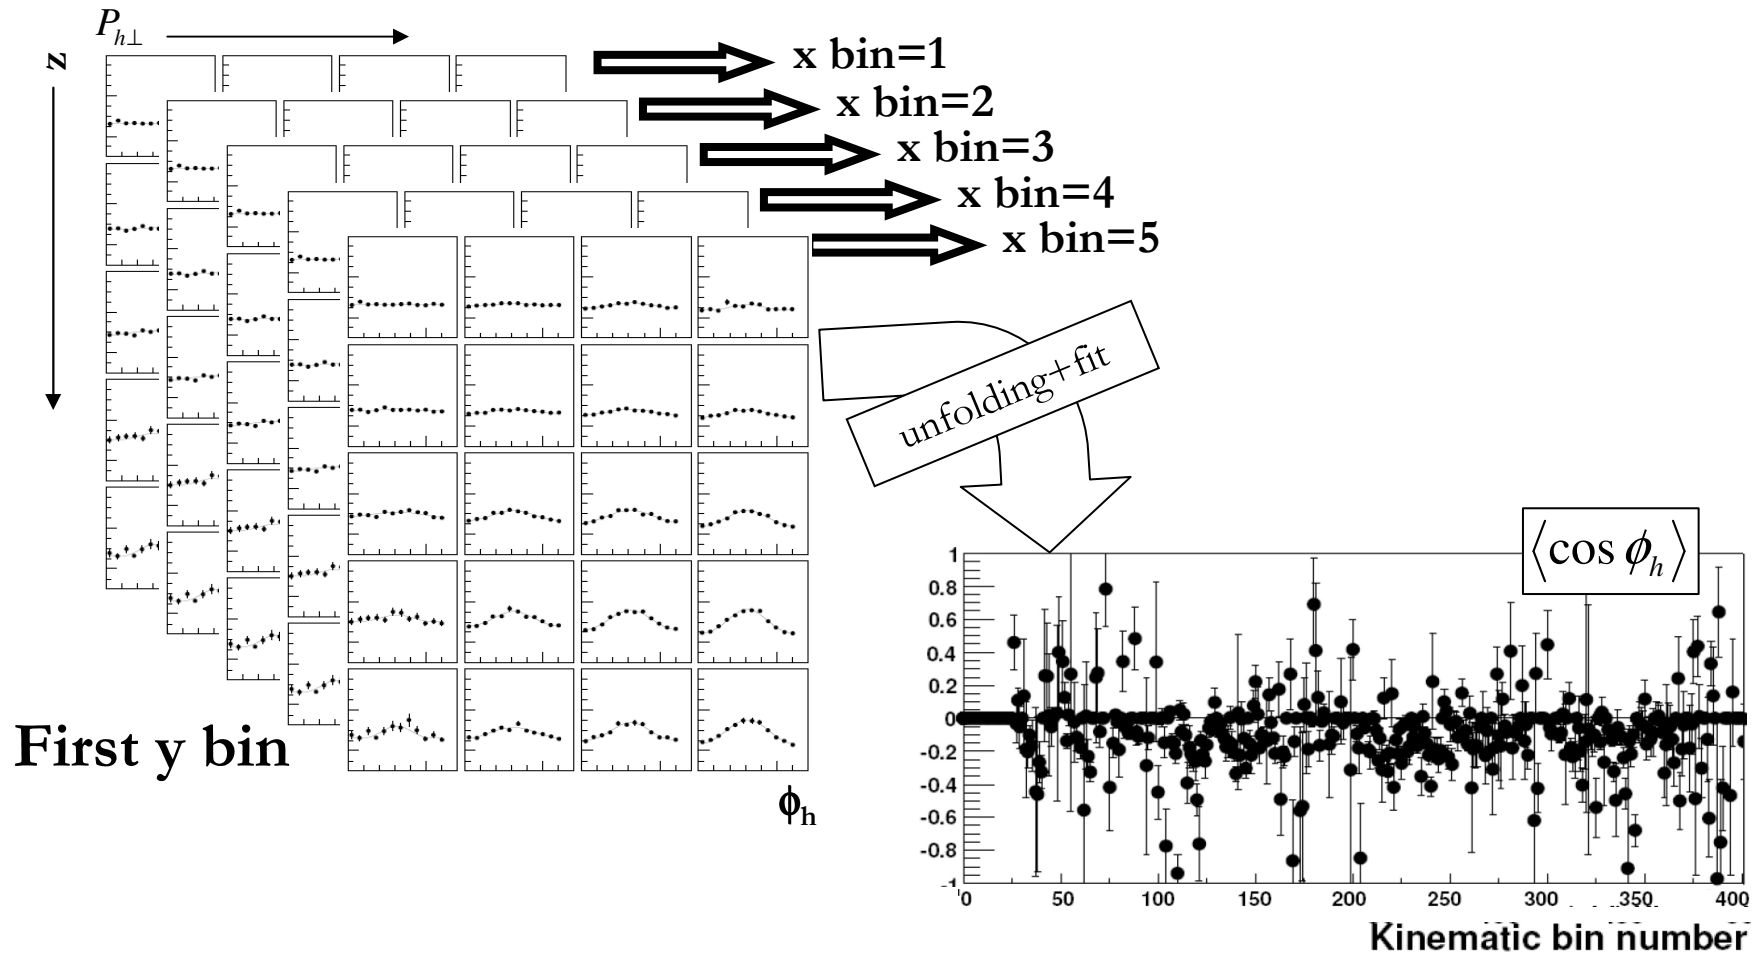 P_{h⊥}
z
x bin=1
x bin=2
x bin=3
x bin=4
x bin=5
unfolding+fit
First y bin
ϕ_h
⟨cos ϕ_h⟩
1
0.8
0.6
0.4
0.2
0
-0.2
-0.4
-0.6
-0.8
-1
0 50 100 150 200 250 300 350 400
Kinematic bin number